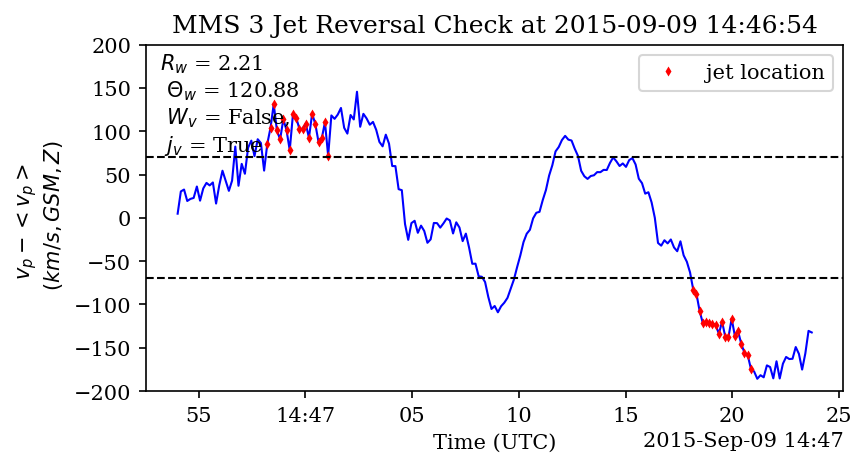 MMS 3 Jet Reversal Check at 2015-09-09 14:46:54
R_w = 2.21
Θ_w = 120.88
W_v = False,
j_v = True
jet location
200
150
100
50
0
−50
−100
−150
−200
v_p − < v_p >
(km/s, GSM, Z)
55
14:47
05
10
15
20
25
Time (UTC)
2015-Sep-09 14:47